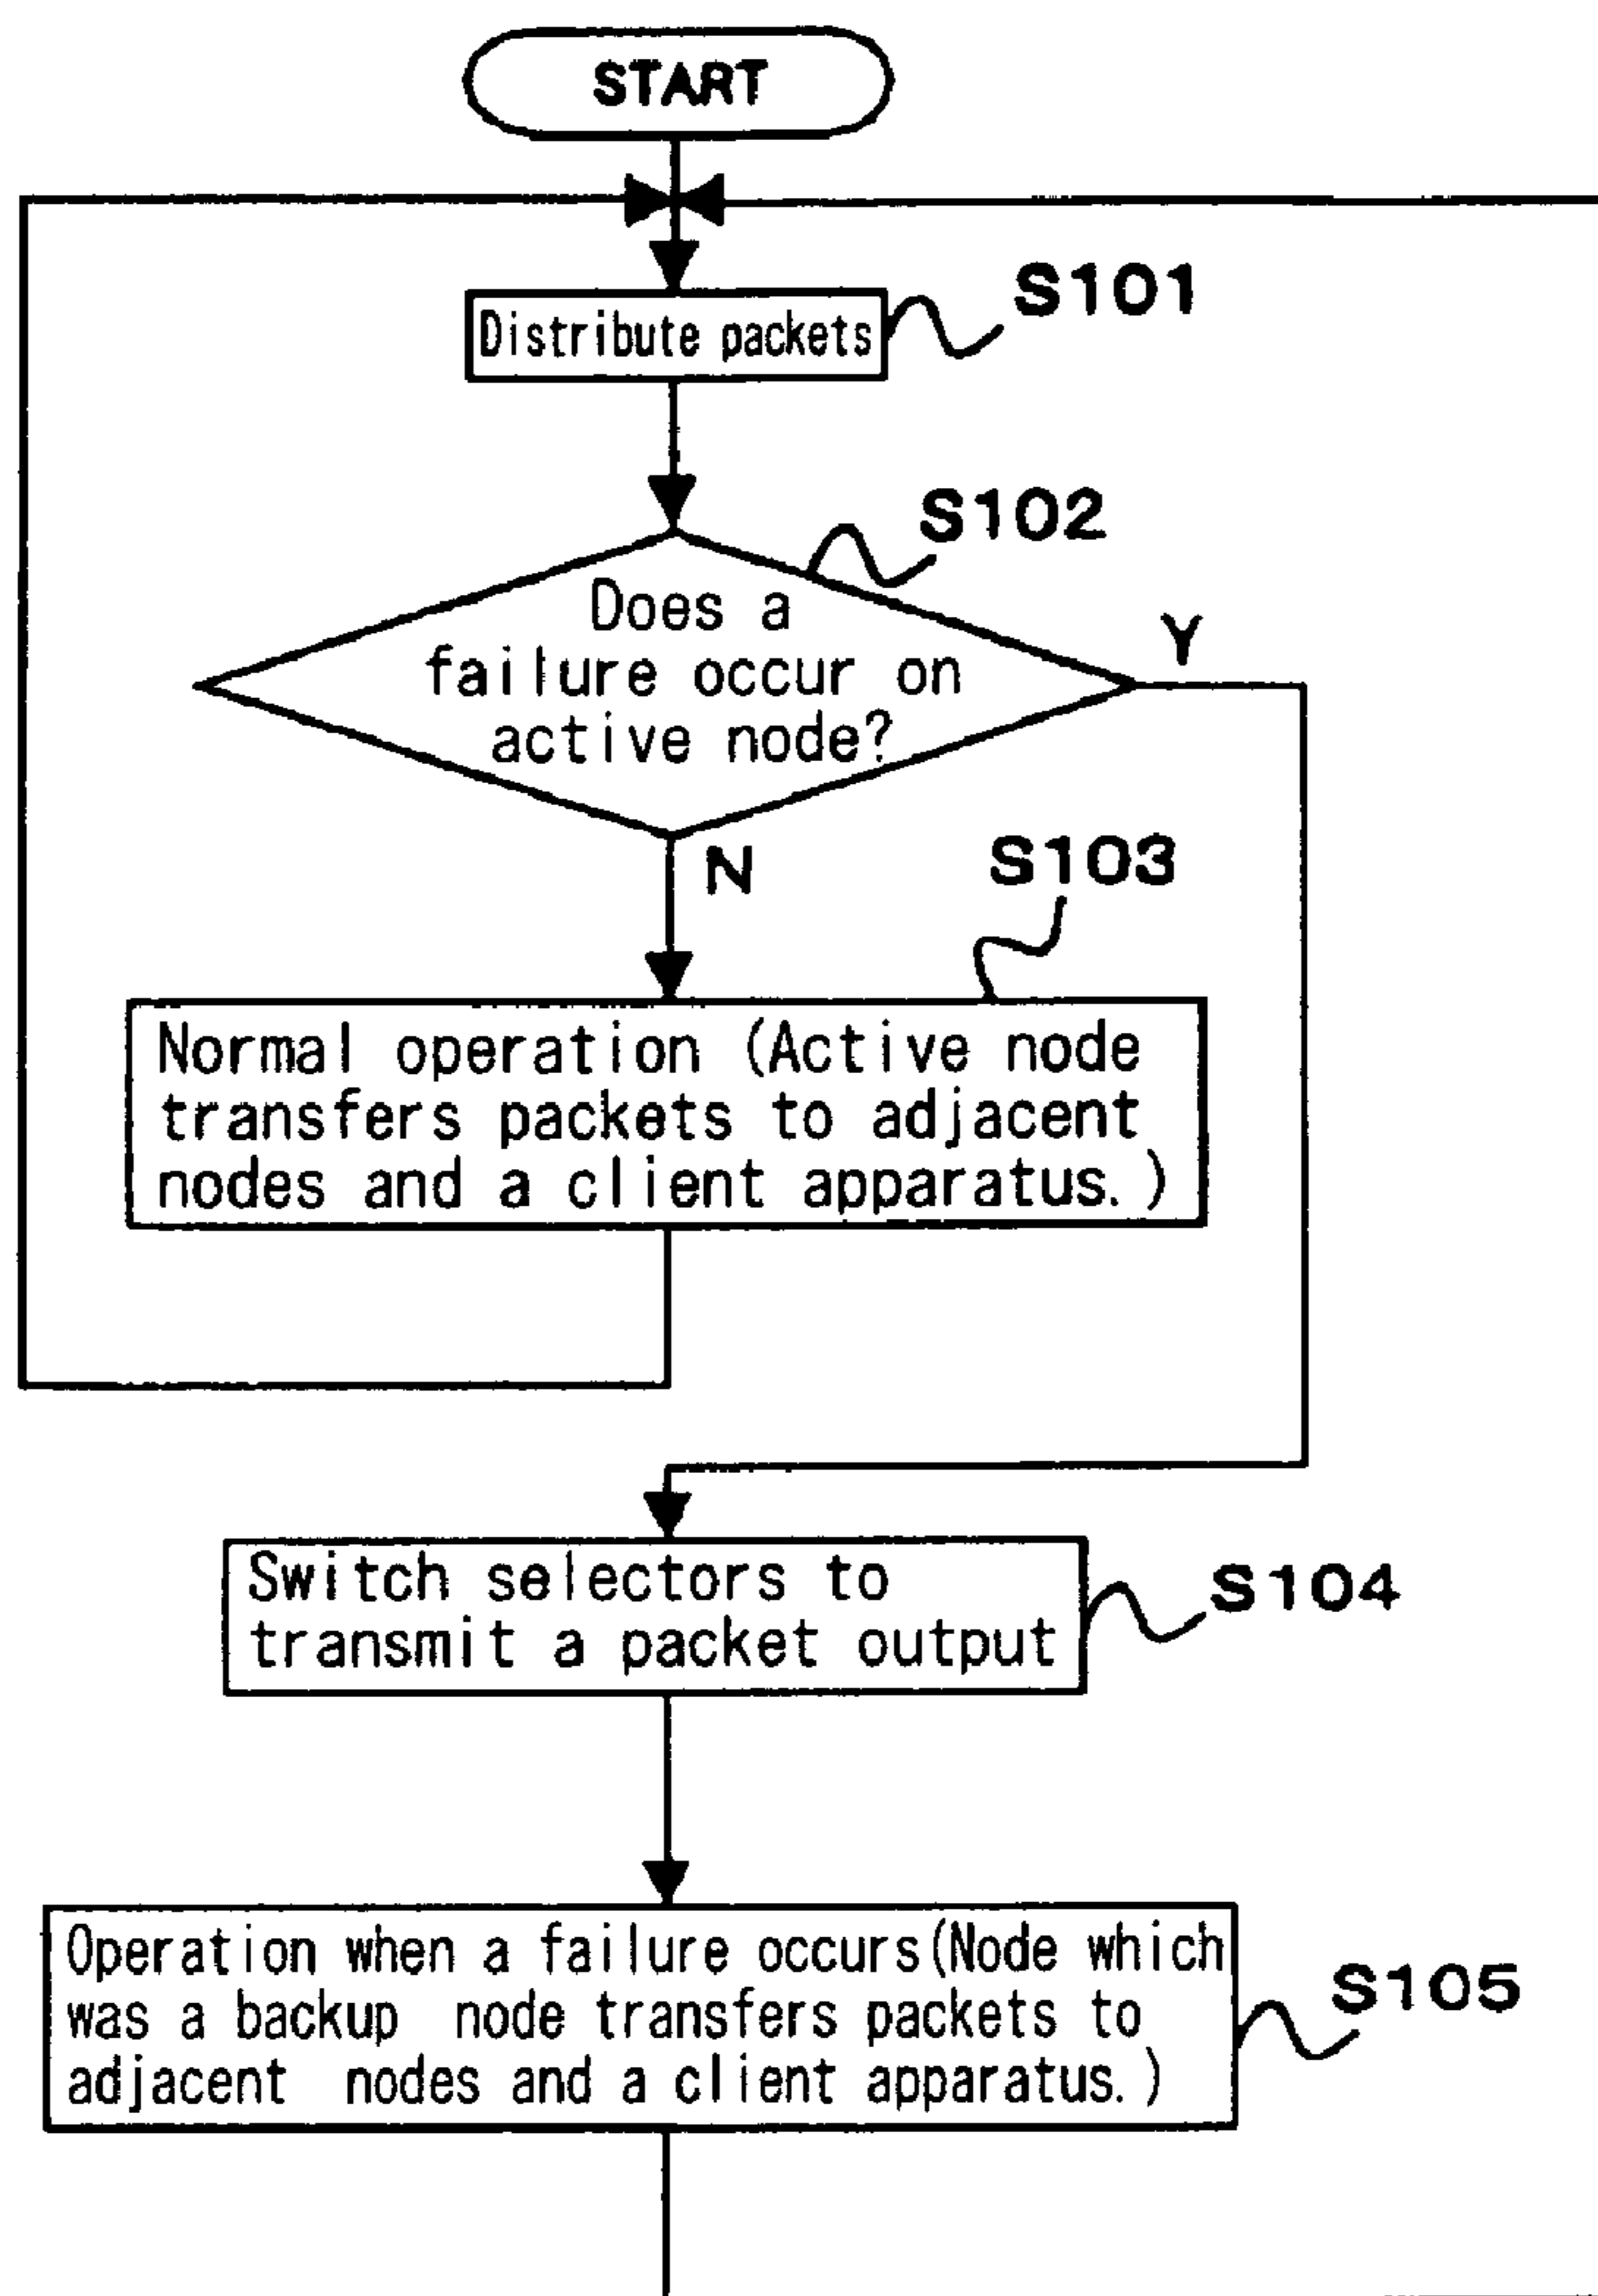 START
S101
Distribute packets
S102
Does a
failure occur on
active node?
Y
N
S103
Normal operation (Active node
transfers packets to adjacent
nodes and a client apparatus.)
Switch selectors to
transmit a packet output
S104
Operation when a failure occurs(Node which
was a backup node transfers packets to
adjacent nodes and a client apparatus.)
S105